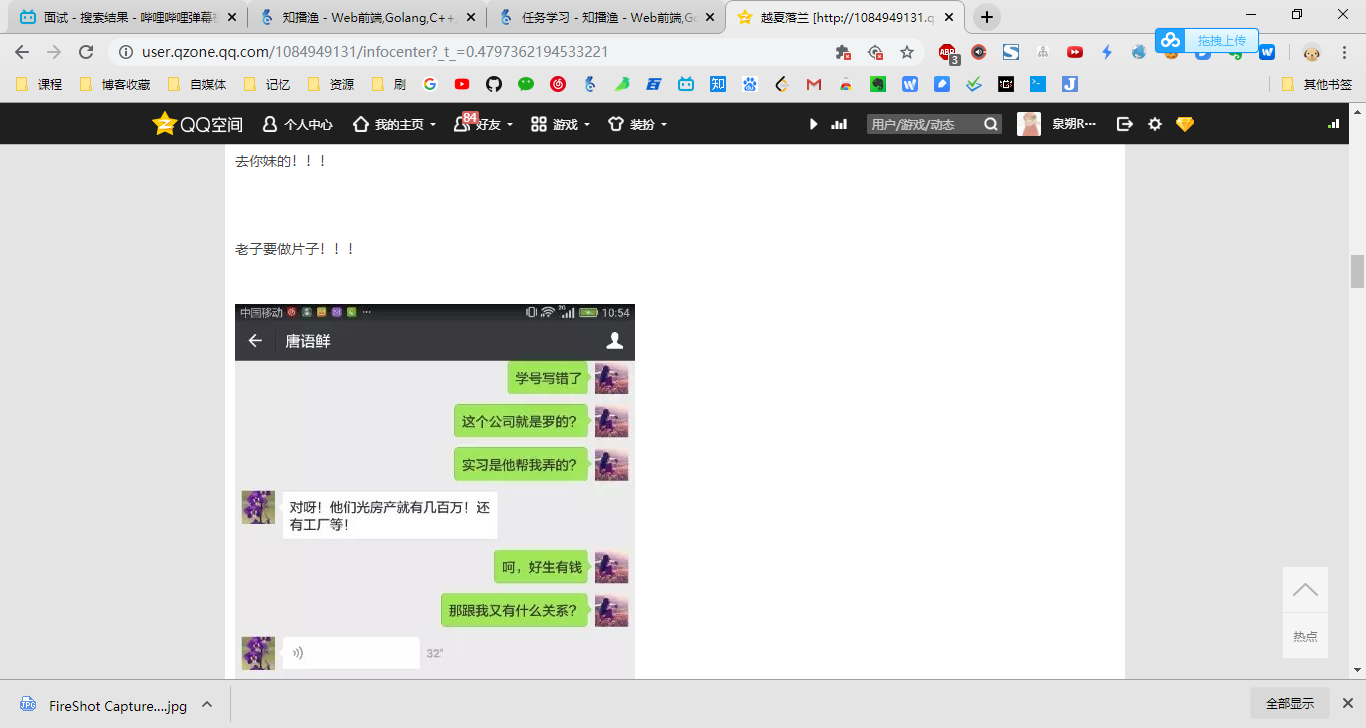 面试 - 搜索结果 - 哔哩哔哩弹幕
知播渔 - Web前端,Golang,C++,
任务学习 - 知播渔 - Web前端,Go
越夏落兰 [http://1084949131.q
user.qzone.qq.com/1084949131/infocenter?_t_=0.4797362194533221
ABP
3
拖拽上传
课程
博客收藏
自媒体
记忆
资源
刷
知
其他书签
QQ空间
个人中心
我的主页
84
好友
游戏
装扮
用户/游戏/动态
泉朔R···
去你妹的！！！
老子要做片子！！！
中国移动
···
2G
10:54
唐语鲜
学号写错了
这个公司就是罗的？
实习是他帮我弄的？
对呀！他们光房产就有几百万！还
有工厂等！
呵，好生有钱
那跟我又有什么关系？
32"
热点
JPG
FireShot Capture....jpg
全部显示